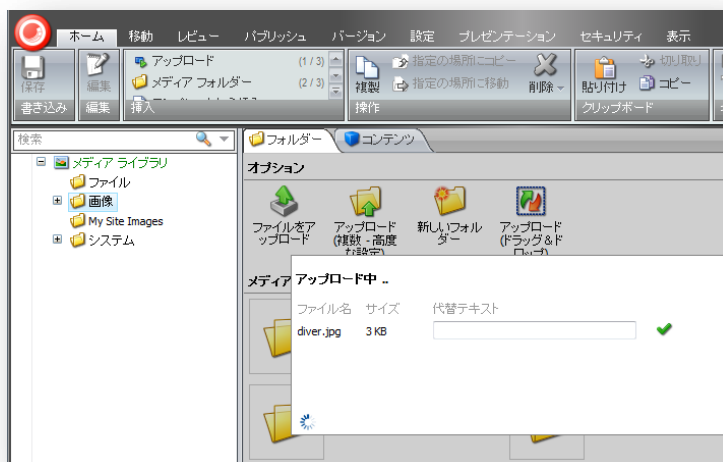 ホーム 移動 レビュー パブリッシュ バージョン 設定 プレゼンテーション セキュリティ 表示
アップロード (1 / 3)
メディア フォルダー (2 / 3)
保存
編集
複製
指定の場所にコピー
指定の場所に移動
削除
貼り付け
切り取り
コピー
書き込み 編集 挿入 操作 クリップボード
検索
フォルダー コンテンツ
メディア ライブラリ
ファイル
画像
My Site Images
システム
オプション
ファイルをア
ップロード
アップロード
(複数 - 高度
な設定)
新しいフォル
ダー
アップロード
(ドラッグ & ド
ロップ)
メディア
アップロード中 ..
ファイル名 サイズ 代替テキスト
diver.jpg 3 KB